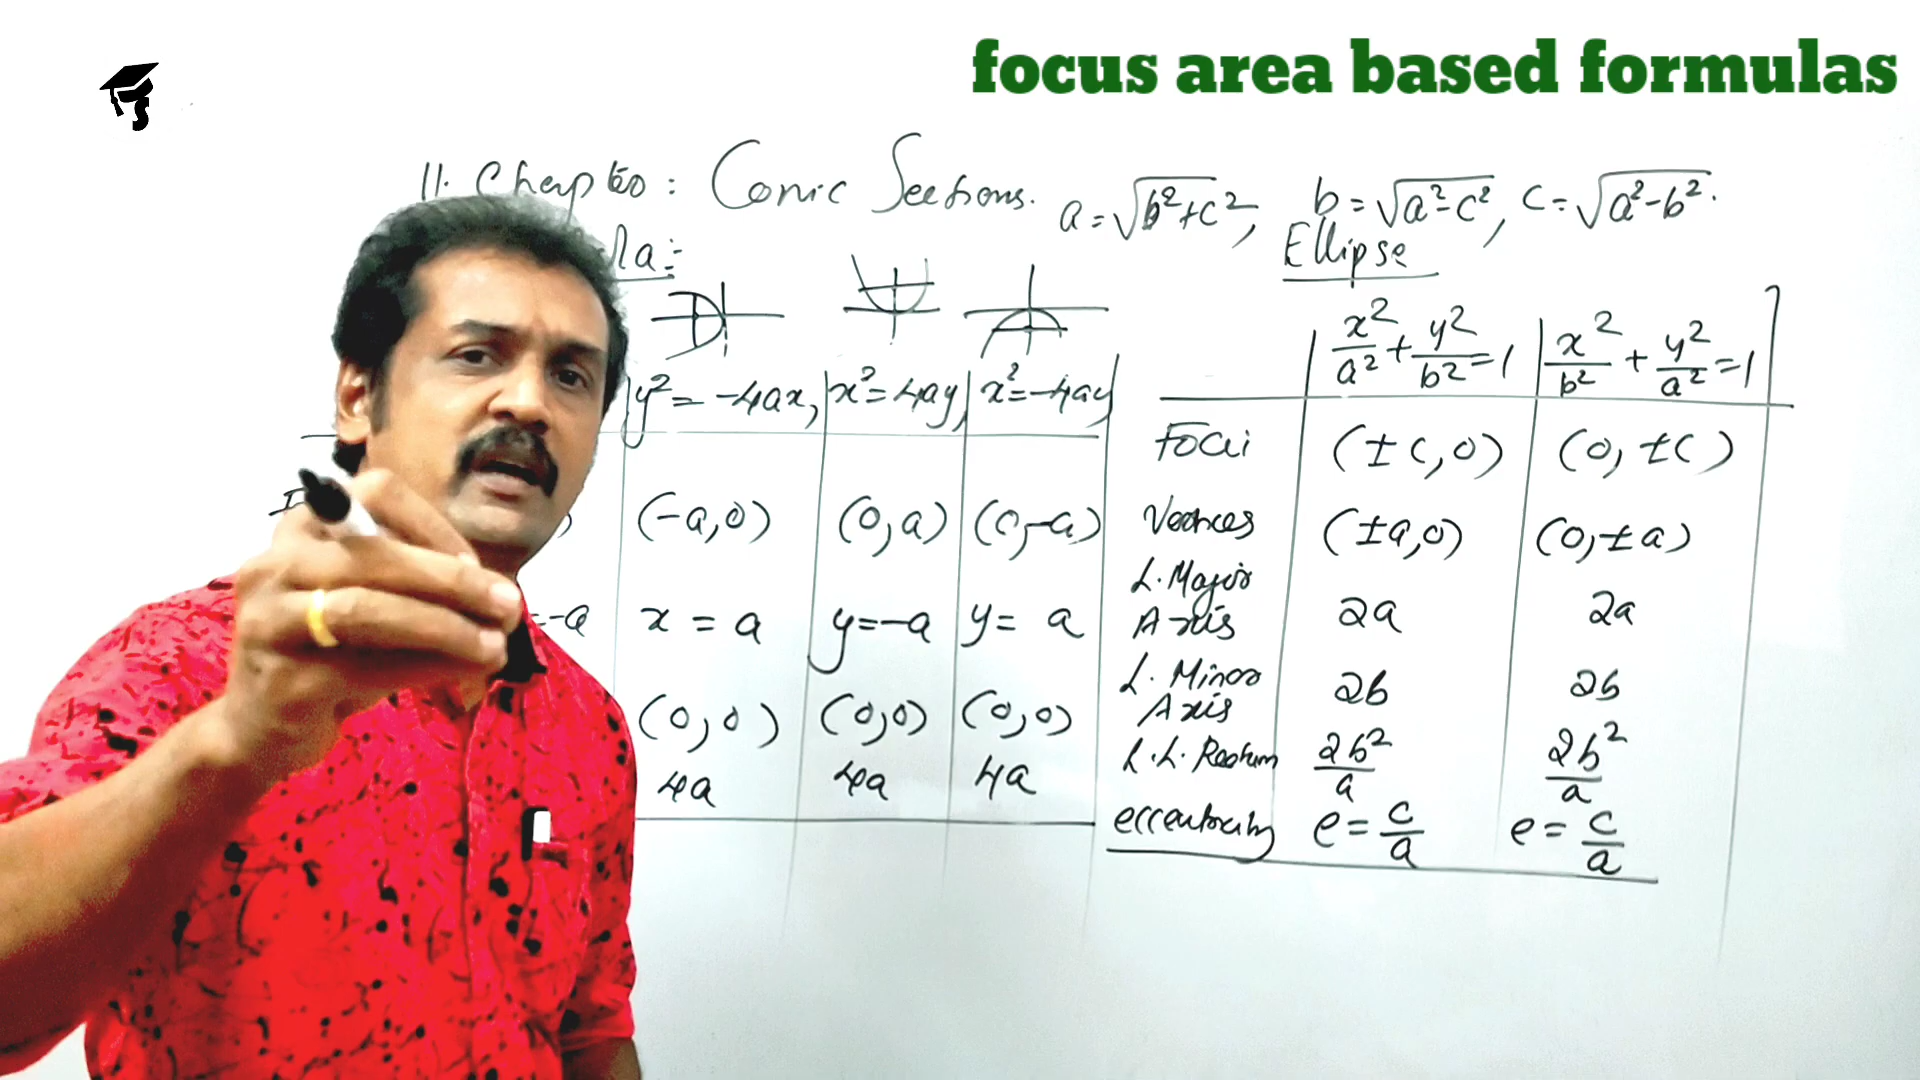 focus area based formulas
11. Chapter: Conic Sections.
a=√b²+c², b=√a²-c², c=√a²-b².
la:-
y²=-4ax, x²=4ay, x²=-4ay
(-a,0) (0,a) (0,-a)
=-a x=a y=-a y=a
(0,0) (0,0) (0,0)
4a 4a 4a
Ellipse
x²/a²+y²/b²=1 x²/b²+y²/a²=1
Foci (±c,0) (0,±c)
Vertices (±a,0) (0,±a)
L. Major
Axis 2a 2a
L. Minor
Axis 2b 2b
L.L. Rectum 2b²/a 2b²/a
eccentricity e=c/a e=c/a